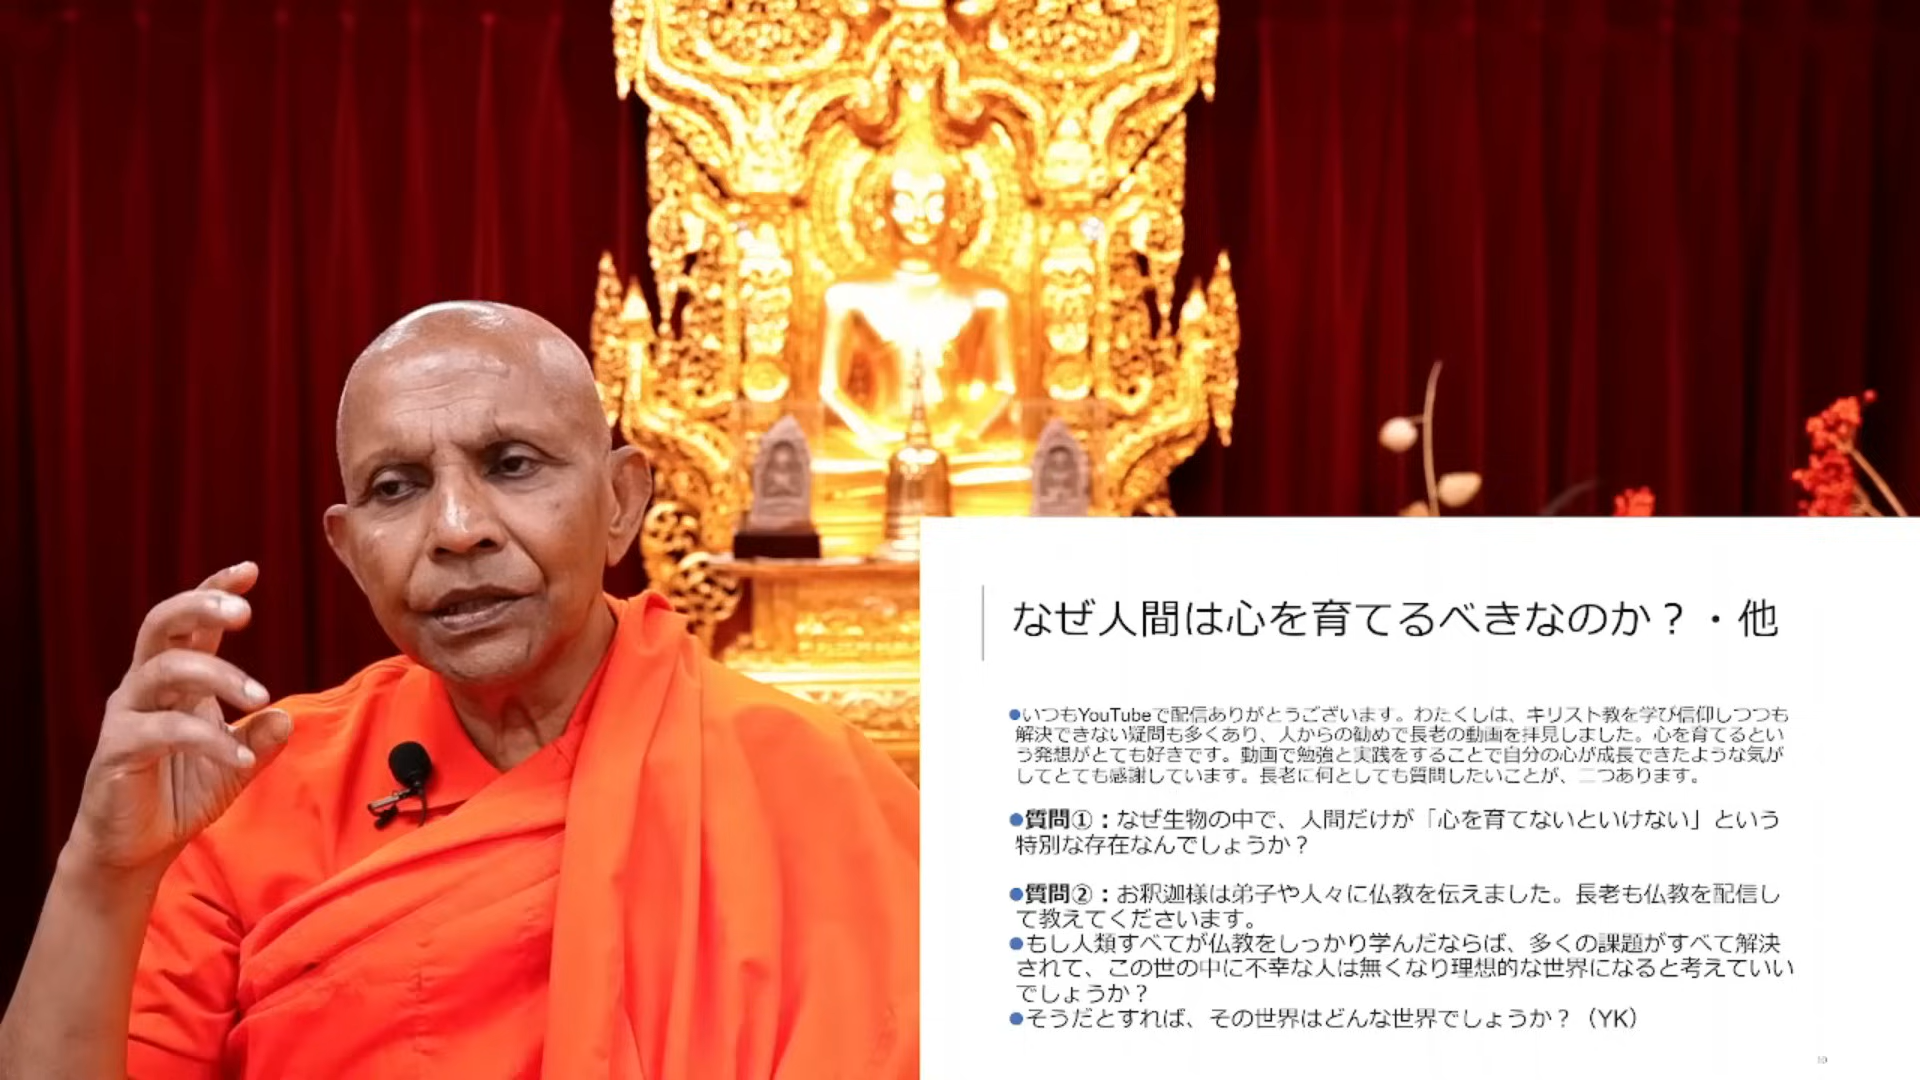 なぜ人間は心を育てるべきなのか？・他
●いつもYouTubeで配信ありがとうございます。わたくしは、キリスト教を学び信仰しつつも
解決できない疑問も多くあり、人からの勧めで長老の動画を拝見しました。心を育てるとい
う発想がとても好きです。動画で勉強と実践をすることで自分の心が成長できたような気が
してとても感謝しています。長老に何としても質問したいことが、二つあります。
●質問①：なぜ生物の中で、人間だけが「心を育てないといけない」という
特別な存在なんでしょうか？
●質問②：お釈迦様は弟子や人々に仏教を伝えました。長老も仏教を配信し
て教えてくださいます。
●もし人類すべてが仏教をしっかり学んだならば、多くの課題がすべて解決
されて、この世の中に不幸な人は無くなり理想的な世界になると考えていい
でしょうか？
●そうだとすれば、その世界はどんな世界でしょうか？（YK）
10